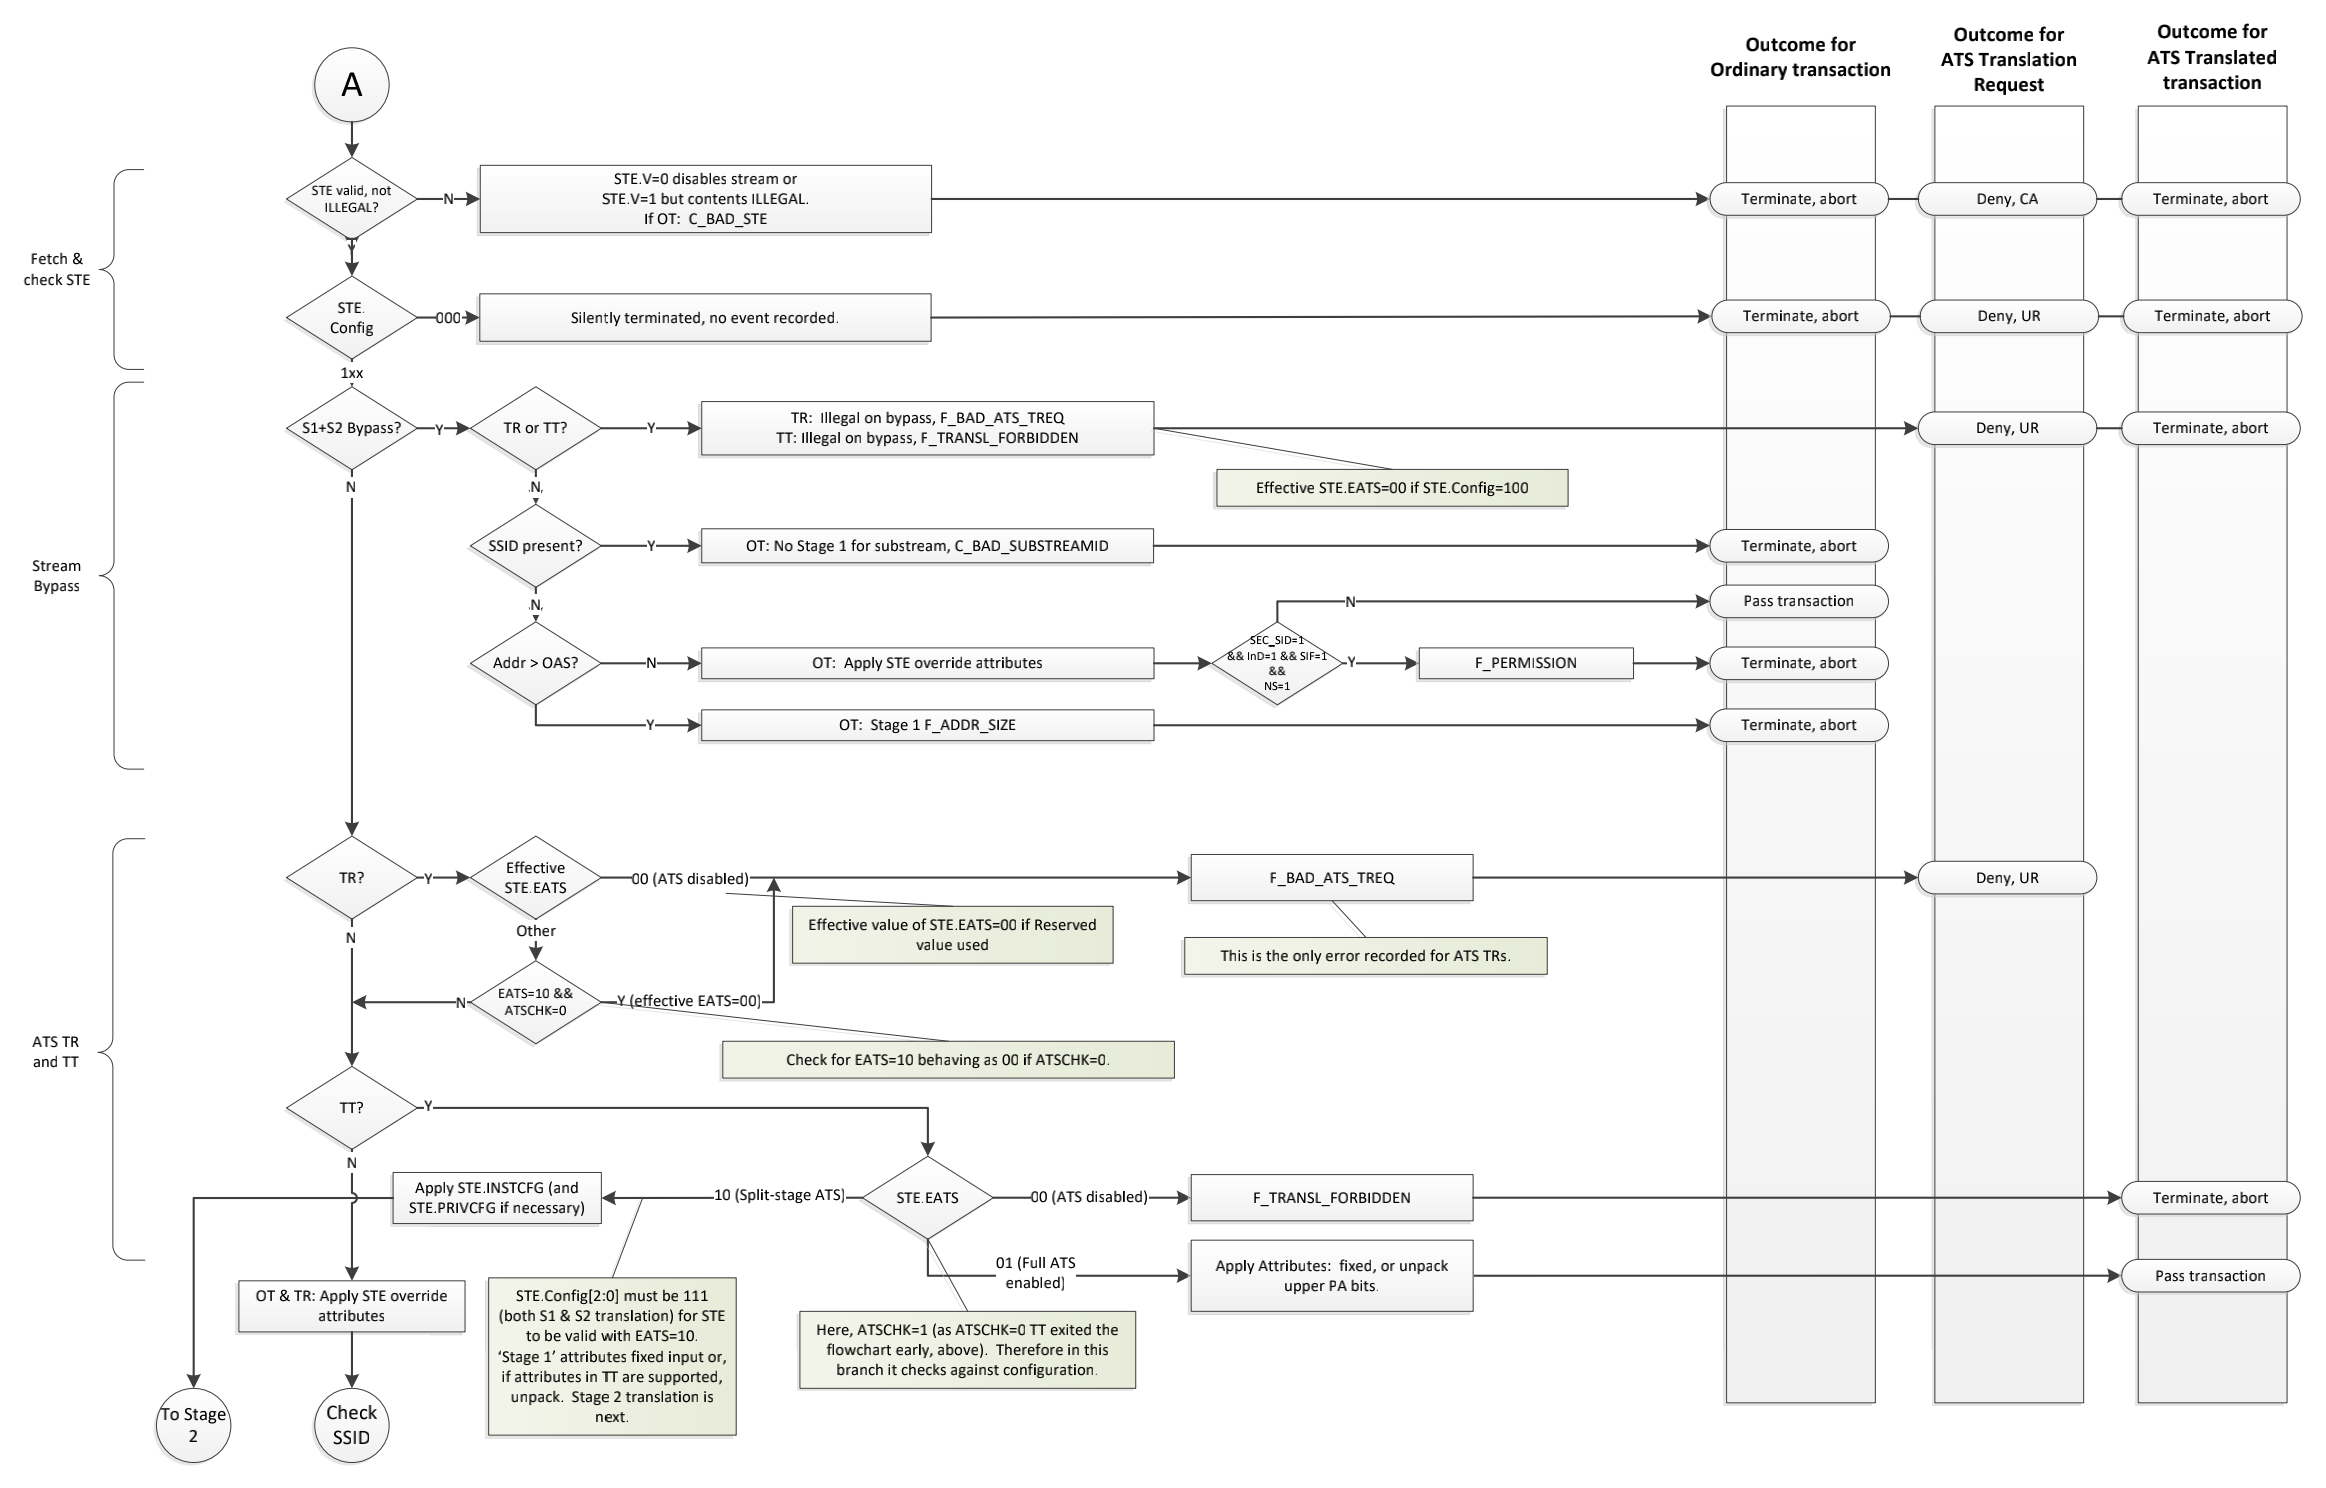 Outcome for
Ordinary transaction
Outcome for
ATS Translation
Request
Outcome for
ATS Translated
transaction
A
Fetch &
check STE
STE valid, not
ILLEGAL?
N
STE.V=0 disables stream or
STE.V=1 but contents ILLEGAL.
If OT:  C_BAD_STE
Terminate, abort
Deny, CA
Terminate, abort
Y
STE.
Config
000
Silently terminated, no event recorded.
Terminate, abort
Deny, UR
Terminate, abort
1xx
Stream
Bypass
S1+S2 Bypass?
Y
TR or TT?
Y
TR:  Illegal on bypass, F_BAD_ATS_TREQ
TT: Illegal on bypass, F_TRANSL_FORBIDDEN
Deny, UR
Terminate, abort
Effective STE.EATS=00 if STE.Config=100
N
N
SSID present?
Y
OT: No Stage 1 for substream, C_BAD_SUBSTREAMID
Terminate, abort
N
N
Pass transaction
Addr > OAS?
N
OT:  Apply STE override attributes
SEC_SID=1
&& InD=1 && SIF=1
&&
NS=1
Y
F_PERMISSION
Terminate, abort
Y
OT:  Stage 1 F_ADDR_SIZE
Terminate, abort
ATS TR
and TT
TR?
Y
Effective
STE.EATS
00 (ATS disabled)
F_BAD_ATS_TREQ
Deny, UR
Effective value of STE.EATS=00 if Reserved
value used
This is the only error recorded for ATS TRs.
N
Other
EATS=10 &&
ATSCHK=0
N
Y (effective EATS=00)
Check for EATS=10 behaving as 00 if ATSCHK=0.
TT?
Y
N
STE.EATS
10 (Split-stage ATS)
Apply STE.INSTCFG (and
STE.PRIVCFG if necessary)
00 (ATS disabled)
F_TRANSL_FORBIDDEN
Terminate, abort
01 (Full ATS
enabled)
Apply Attributes:  fixed, or unpack
upper PA bits.
Pass transaction
OT & TR: Apply STE override
attributes
STE.Config[2:0] must be 111
(both S1 & S2 translation) for STE
to be valid with EATS=10.
‘Stage 1’ attributes fixed input or,
if attributes in TT are supported,
unpack.  Stage 2 translation is
next.
Here, ATSCHK=1 (as ATSCHK=0 TT exited the
flowchart early, above).  Therefore in this
branch it checks against configuration.
To Stage
2
Check
SSID